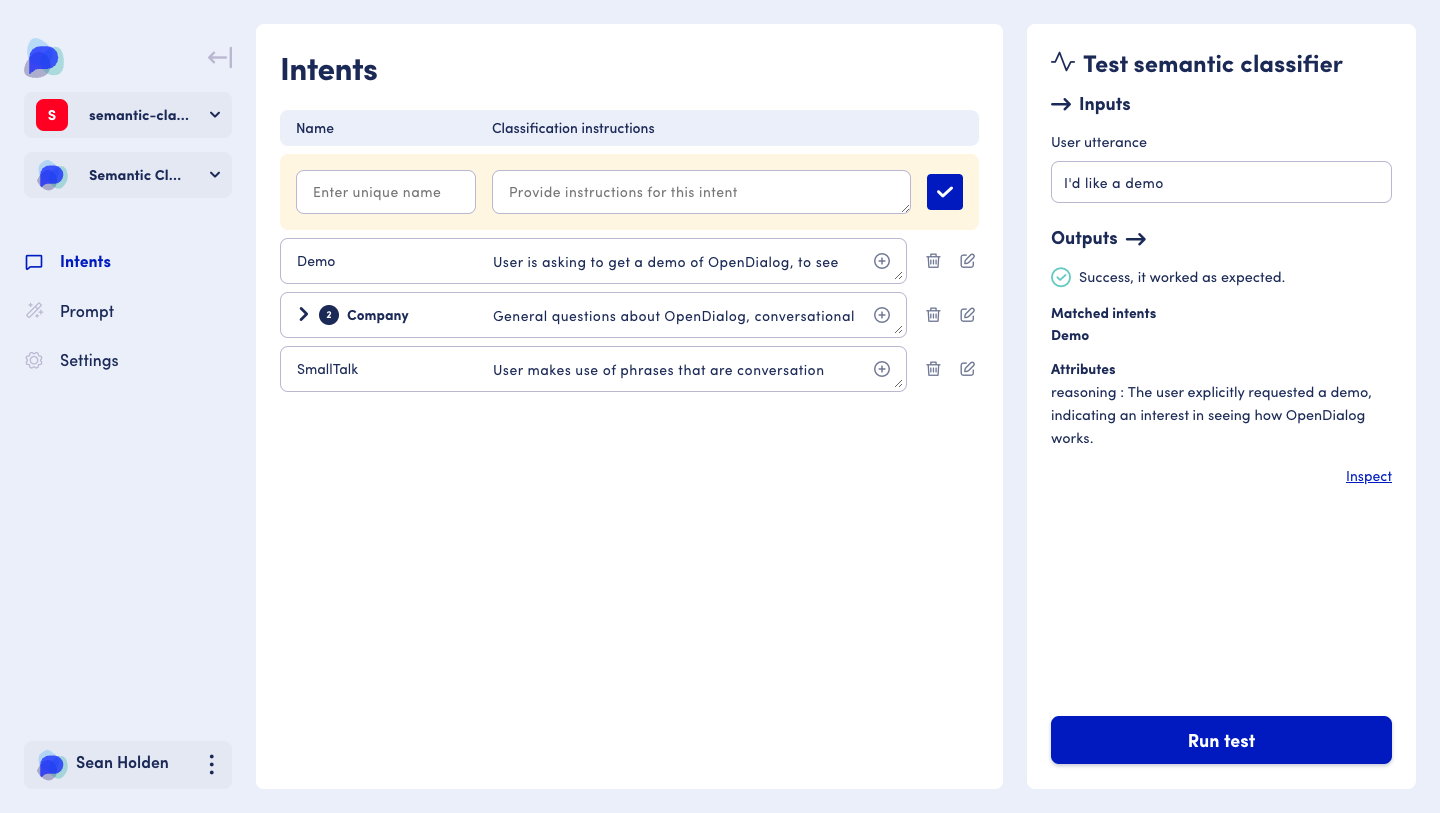 S
semantic-cla...
Semantic Cl...
Intents
Prompt
Settings
Sean Holden
Intents
Name Classification instructions
Enter unique name Provide instructions for this intent
Demo User is asking to get a demo of OpenDialog, to see
2 Company General questions about OpenDialog, conversational
SmallTalk User makes use of phrases that are conversation
Test semantic classifier
Inputs
User utterance
I'd like a demo
Outputs
Success, it worked as expected.
Matched intents
Demo
Attributes
reasoning : The user explicitly requested a demo,
indicating an interest in seeing how OpenDialog
works.
Inspect
Run test